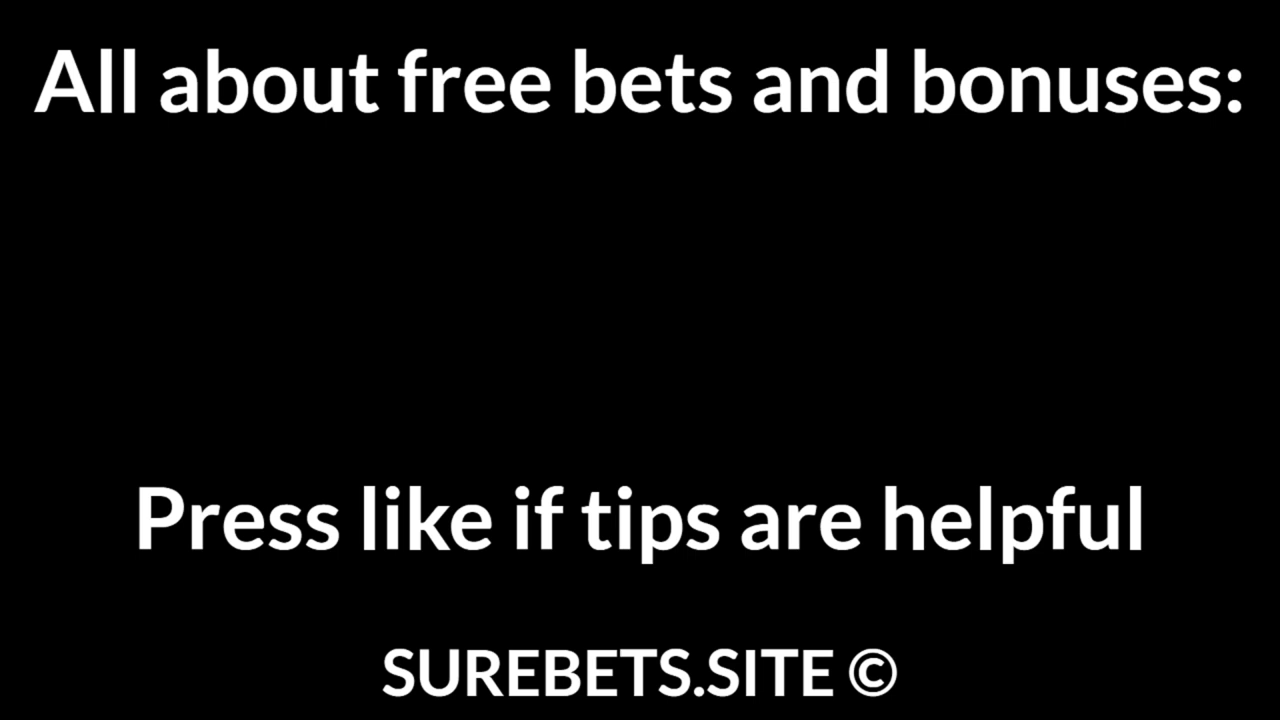 All about free bets and bonuses:
Press like if tips are helpful
SUREBETS.SITE ©